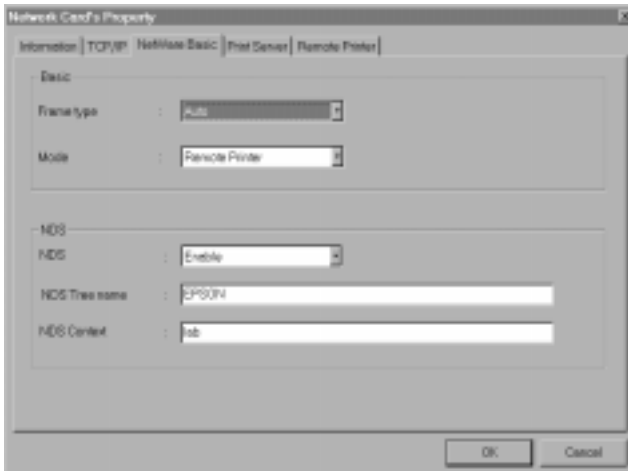 Network Card's Property
Information TCP/IP NetWare Basic Print Server Remote Printer
Basic
Frame type : Auto
Mode : Remote Printer
NDS
NDS : Enable
NDS Tree name : EPSON
NDS Context : lab
OK Cancel